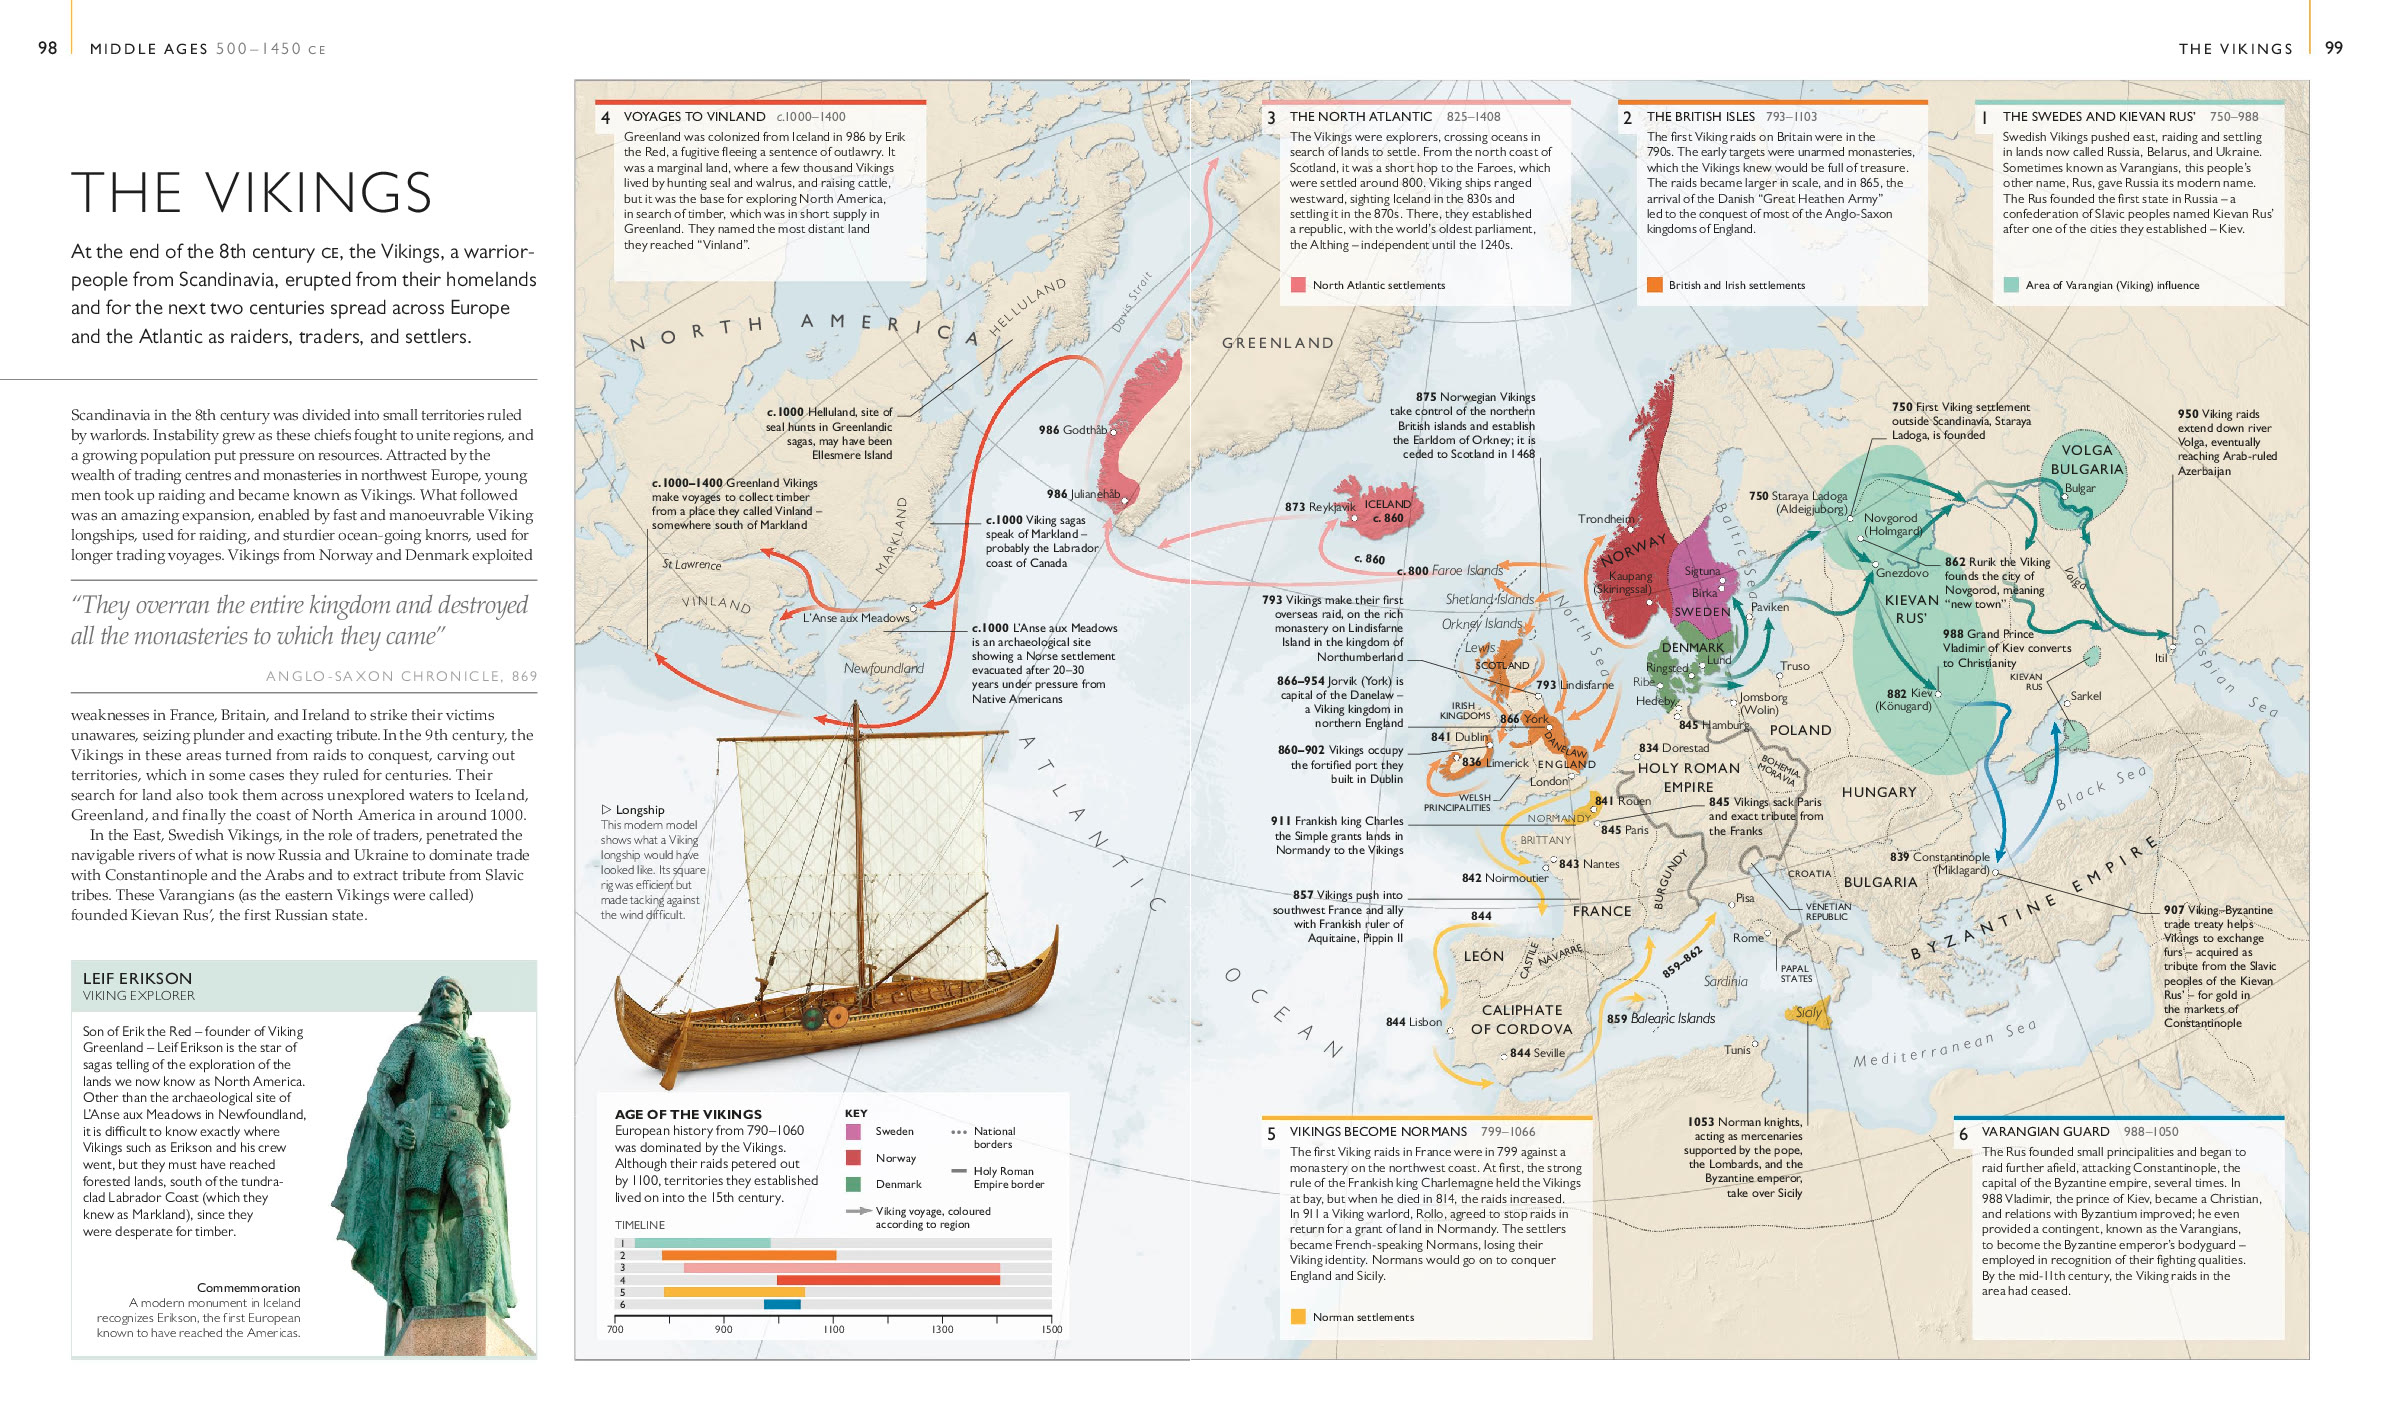 98
MIDDLE AGES 500–1450 CE
THE VIKINGS
99
THE VIKINGS
At the end of the 8th century CE, the Vikings, a warrior-
people from Scandinavia, erupted from their homelands
and for the next two centuries spread across Europe
and the Atlantic as raiders, traders, and settlers.
Scandinavia in the 8th century was divided into small territories ruled
by warlords. Instability grew as these chiefs fought to unite regions, and
a growing population put pressure on resources. Attracted by the
wealth of trading centres and monasteries in northwest Europe, young
men took up raiding and became known as Vikings. What followed
was an amazing expansion, enabled by fast and manoeuvrable Viking
longships, used for raiding, and sturdier ocean-going knorrs, used for
longer trading voyages. Vikings from Norway and Denmark exploited
“They overran the entire kingdom and destroyed
all the monasteries to which they came”
ANGLO-SAXON CHRONICLE, 869
weaknesses in France, Britain, and Ireland to strike their victims
unawares, seizing plunder and exacting tribute. In the 9th century, the
Vikings in these areas turned from raids to conquest, carving out
territories, which in some cases they ruled for centuries. Their
search for land also took them across unexplored waters to Iceland,
Greenland, and finally the coast of North America in around 1000.
In the East, Swedish Vikings, in the role of traders, penetrated the
navigable rivers of what is now Russia and Ukraine to dominate trade
with Constantinople and the Arabs and to extract tribute from Slavic
tribes. These Varangians (as the eastern Vikings were called)
founded Kievan Rus’, the first Russian state.
LEIF ERIKSON
VIKING EXPLORER
Son of Erik the Red – founder of Viking
Greenland – Leif Erikson is the star of
sagas telling of the exploration of the
lands we now know as North America.
Other than the archaeological site of
L’Anse aux Meadows in Newfoundland,
it is difficult to know exactly where
Vikings such as Erikson and his crew
went, but they must have reached
forested lands, south of the tundra-
clad Labrador Coast (which they
knew as Markland), since they
were desperate for timber.
Commemoration
A modern monument in Iceland
recognizes Erikson, the first European
known to have reached the Americas.
4 VOYAGES TO VINLAND c.1000–1400
Greenland was colonized from Iceland in 986 by Erik
the Red, a fugitive fleeing a sentence of outlawry. It
was a marginal land, where a few thousand Vikings
lived by hunting seal and walrus, and raising cattle,
but it was the base for exploring North America,
in search of timber, which was in short supply in
Greenland. They named the most distant land
they reached “Vinland”.
3 THE NORTH ATLANTIC 825–1408
The Vikings were explorers, crossing oceans in
search of lands to settle. From the north coast of
Scotland, it was a short hop to the Faroes, which
were settled around 800. Viking ships ranged
westward, sighting Iceland in the 830s and
settling it in the 870s. There, they established
a republic, with the world’s oldest parliament,
the Althing – independent until the 1240s.
North Atlantic settlements
2 THE BRITISH ISLES 793–1103
The first Viking raids on Britain were in the
790s. The early targets were unarmed monasteries,
which the Vikings knew would be full of treasure.
The raids became larger in scale, and in 865, the
arrival of the Danish “Great Heathen Army”
led to the conquest of most of the Anglo-Saxon
kingdoms of England.
British and Irish settlements
1 THE SWEDES AND KIEVAN RUS’ 750–988
Swedish Vikings pushed east, raiding and settling
in lands now called Russia, Belarus, and Ukraine.
Sometimes known as Varangians, this people’s
other name, Rus, gave Russia its modern name.
The Rus founded the first state in Russia – a
confederation of Slavic peoples named Kievan Rus’
after one of the cities they established – Kiev.
Area of Varangian (Viking) influence
NORTH AMERICA
HELLULAND
Davis Strait
GREENLAND
c.1000 Helluland, site of
seal hunts in Greenlandic
sagas, may have been
Ellesmere Island
c.1000–1400 Greenland Vikings
make voyages to collect timber
from a place they called Vinland –
somewhere south of Markland
986 Godthåb
986 Julianehåb
MARKLAND
c.1000 Viking sagas
speak of Markland –
probably the Labrador
coast of Canada
St Lawrence
VINLAND
L’Anse aux Meadows
c.1000 L’Anse aux Meadows
is an archaeological site
showing a Norse settlement
evacuated after 20–30
years under pressure from
Native Americans
Newfoundland
ATLANTIC
OCEAN
▷ Longship
This modern model
shows what a Viking
longship would have
looked like. Its square
rig was efficient but
made tacking against
the wind difficult.
875 Norwegian Vikings
take control of the northern
British islands and establish
the Earldom of Orkney; it is
ceded to Scotland in 1468
873 Reykjavik
ICELAND
c. 860
c. 860
c.800 Faroe Islands
Shetland Islands
Orkney Islands
Lewis
SCOTLAND
North Sea
793 Vikings make their first
overseas raid, on the rich
monastery on Lindisfarne
Island in the kingdom of
Northumberland
793 Lindisfarne
866–954 Jorvik (York) is
capital of the Danelaw –
a Viking kingdom in
northern England
IRISH
KINGDOMS
866 York
841 Dublin
DANELAW
860–902 Vikings occupy
the fortified port they
built in Dublin
836 Limerick
ENGLAND
London
WELSH
PRINCIPALITIES
911 Frankish king Charles
the Simple grants lands in
Normandy to the Vikings
NORMANDY
841 Rouen
845 Paris
BRITTANY
843 Nantes
842 Noirmoutier
845 Vikings sack Paris
and exact tribute from
the Franks
857 Vikings push into
southwest France and ally
with Frankish ruler of
Aquitaine, Pippin II
FRANCE
BURGUNDY
844
LEÓN
CASTILE
NAVARRE
CALIPHATE
OF CORDOVA
844 Lisbon
844 Seville
859–862
859 Balearic Islands
Sardinia
Pisa
Rome
PAPAL
STATES
VENETIAN
REPUBLIC
CROATIA
Sicily
Tunis
Mediterranean Sea
1053 Norman knights,
acting as mercenaries
supported by the pope,
the Lombards, and the
Byzantine emperor,
take over Sicily
Trondheim
NORWAY
Kaupang
(Skiringssal)
Sigtuna
Birka
SWEDEN
Baltic Sea
DENMARK
Ringsted
Lund
Ribe
Hedeby
Paviken
Truso
Jomsborg
(Wolin)
845 Hamburg
834 Dorestad
HOLY ROMAN
EMPIRE
BOHEMIA-
MORAVIA
POLAND
HUNGARY
BULGARIA
BYZANTINE EMPIRE
750 First Viking settlement
outside Scandinavia, Staraya
Ladoga, is founded
750 Staraya Ladoga
(Aldeigjuborg)
Novgorod
(Holmgard)
Gnezdovo
862 Rurik the Viking
founds the city of
Novgorod, meaning
“new town”
KIEVAN
RUS’
988 Grand Prince
Vladimir of Kiev converts
to Christianity
882 Kiev
(Könugard)
KIEVAN
RUS
Sarkel
Itil
Volga
VOLGA
BULGARIA
Bulgar
950 Viking raids
extend down river
Volga, eventually
reaching Arab-ruled
Azerbaijan
Caspian Sea
Black Sea
839 Constantinople
(Miklagard)
907 Viking–Byzantine
trade treaty helps
Vikings to exchange
furs – acquired as
tribute from the Slavic
peoples of the Kievan
Rus’ – for gold in
the markets of
Constantinople
AGE OF THE VIKINGS
European history from 790–1060
was dominated by the Vikings.
Although their raids petered out
by 1100, territories they established
lived on into the 15th century.
KEY
Sweden
Norway
Denmark
National
borders
Holy Roman
Empire border
Viking voyage, coloured
according to region
TIMELINE
1
2
3
4
5
6
700 900 1100 1300 1500
5 VIKINGS BECOME NORMANS 799–1066
The first Viking raids in France were in 799 against a
monastery on the northwest coast. At first, the strong
rule of the Frankish king Charlemagne held the Vikings
at bay, but when he died in 814, the raids increased.
In 911 a Viking warlord, Rollo, agreed to stop raids in
return for a grant of land in Normandy. The settlers
became French-speaking Normans, losing their
Viking identity. Normans would go on to conquer
England and Sicily.
Norman settlements
6 VARANGIAN GUARD 988–1050
The Rus founded small principalities and began to
raid further afield, attacking Constantinople, the
capital of the Byzantine empire, several times. In
988 Vladimir, the prince of Kiev, became a Christian,
and relations with Byzantium improved; he even
provided a contingent, known as the Varangians,
to become the Byzantine emperor’s bodyguard –
employed in recognition of their fighting qualities.
By the mid-11th century, the Viking raids in the
area had ceased.